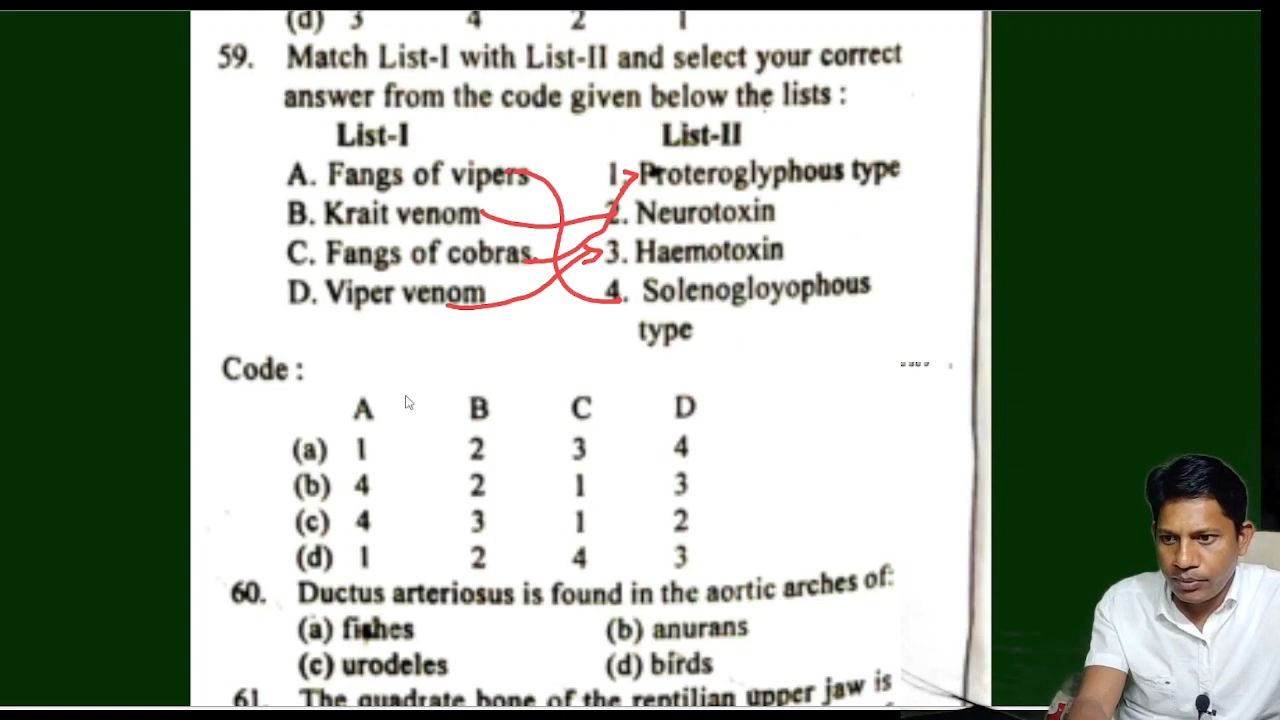 (d) 3 4 2 1
59. Match List-I with List-II and select your correct
answer from the code given below the lists :
List-I List-II
A. Fangs of vipers 1. Proteroglyphous type
B. Krait venom 2. Neurotoxin
C. Fangs of cobras 3. Haemotoxin
D. Viper venom 4. Solenogloyophous
type
Code :
A B C D
(a) 1 2 3 4
(b) 4 2 1 3
(c) 4 3 1 2
(d) 1 2 4 3
60. Ductus arteriosus is found in the aortic arches of:
(a) fishes (b) anurans
(c) urodeles (d) birds
61. The quadrate bone of the reptilian upper jaw is